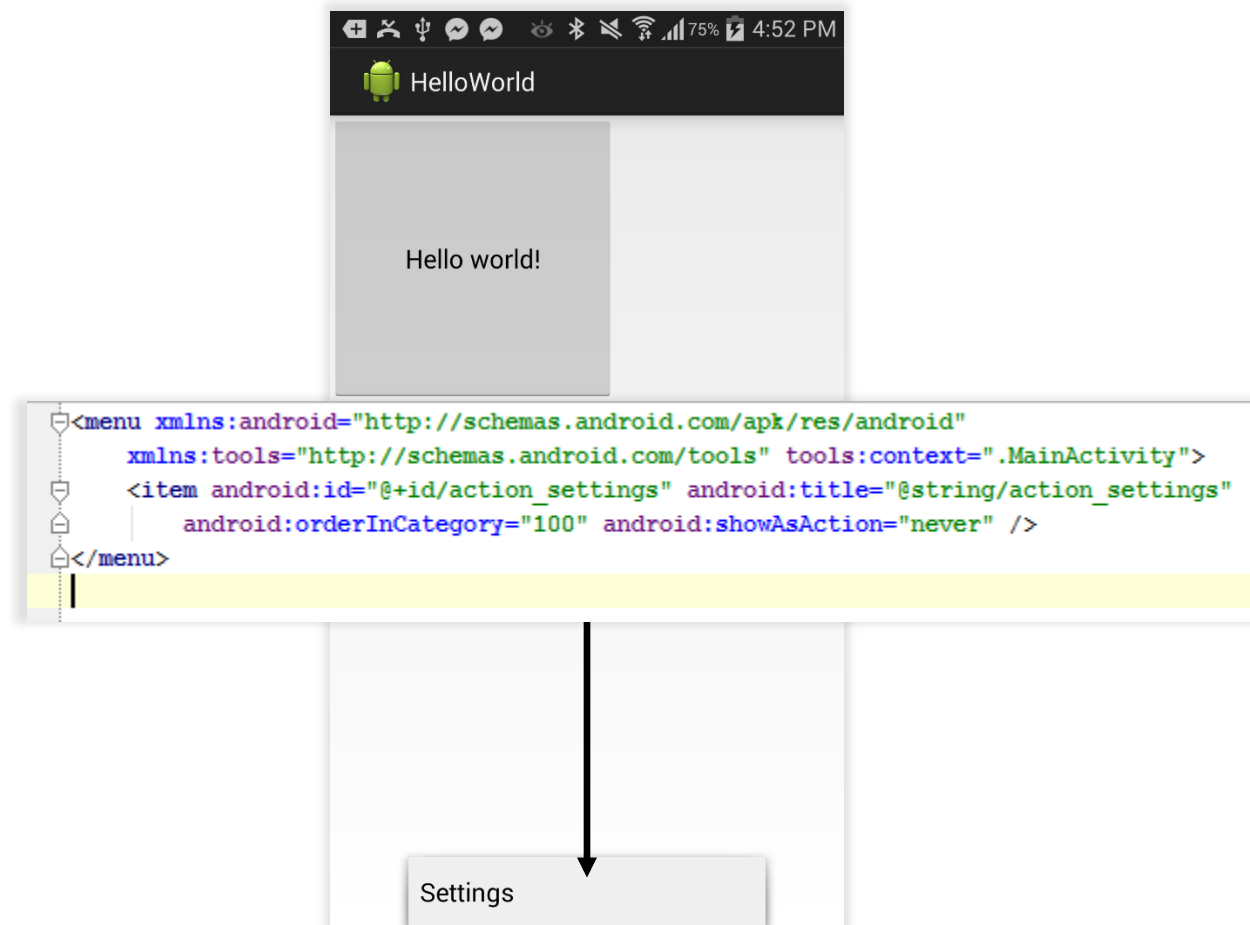 75% 4:52 PM
HelloWorld
Hello world!
<menu xmlns:android="http://schemas.android.com/apk/res/android"
xmlns:tools="http://schemas.android.com/tools" tools:context=".MainActivity">
<item android:id="@+id/action_settings" android:title="@string/action_settings"
android:orderInCategory="100" android:showAsAction="never" />
</menu>
Settings